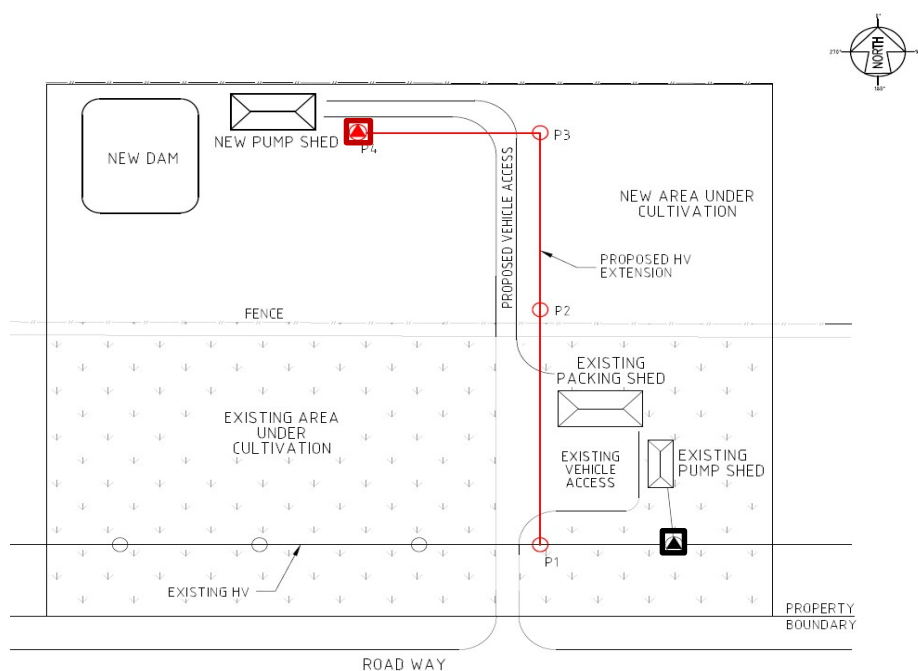 0°
270°
NORTH
180°
NEW PUMP SHED
P4
P3
NEW DAM
PROPOSED VEHICLE ACCESS
NEW AREA UNDER
CULTIVATION
PROPOSED HV
EXTENSION
P2
FENCE
EXISTING
PACKING SHED
EXISTING AREA
UNDER
CULTIVATION
EXISTING
VEHICLE
ACCESS
EXISTING
PUMP SHED
P1
EXISTING HV
PROPERTY
BOUNDARY
ROAD WAY